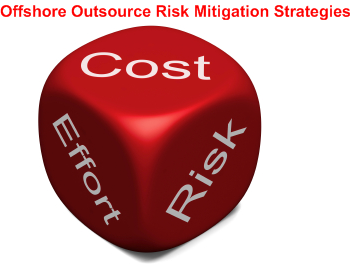 Offshore Outsource Risk Mitigation Strategies
Cost
Effort
Risk